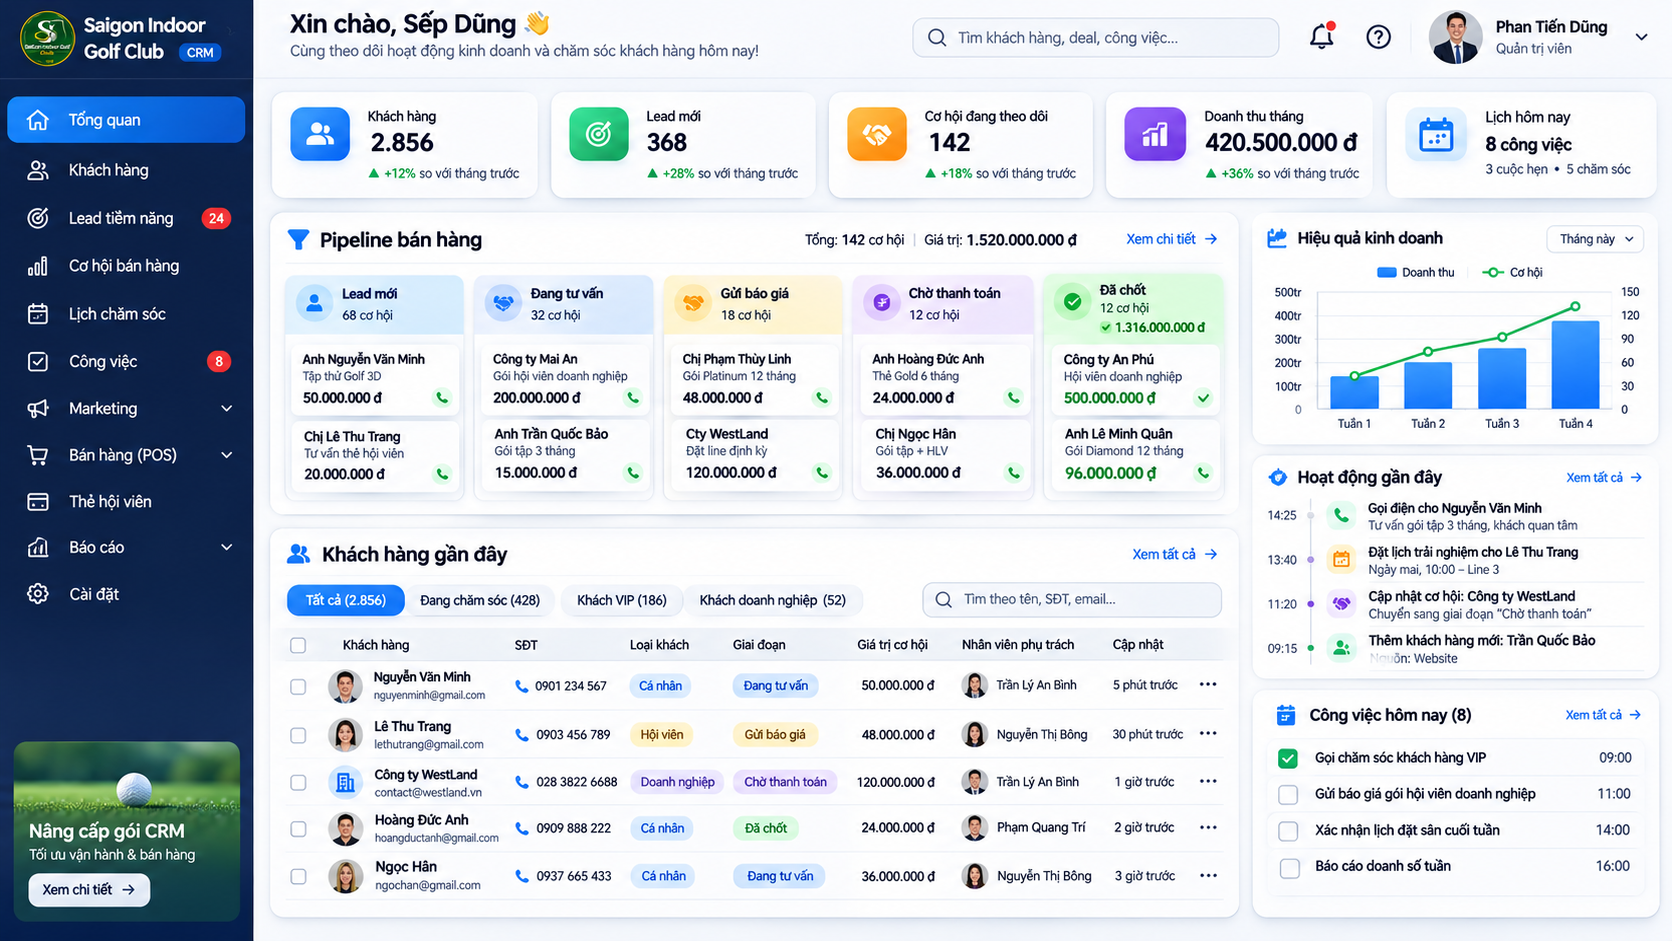 Saigon Indoor
Golf Club CRM
Tổng quan
Khách hàng
Lead tiềm năng 24
Cơ hội bán hàng
Lịch chăm sóc
Công việc 8
Marketing
Bán hàng (POS)
Thẻ hội viên
Báo cáo
Cài đặt
Nâng cấp gói CRM
Tối ưu vận hành & bán hàng
Xem chi tiết →
Xin chào, Sếp Dũng 👋
Cùng theo dõi hoạt động kinh doanh và chăm sóc khách hàng hôm nay!
Tìm khách hàng, deal, công việc...
Phan Tiến Dũng
Quản trị viên
Khách hàng
2.856
▲ +12% so với tháng trước
Lead mới
368
▲ +28% so với tháng trước
Cơ hội đang theo dõi
142
▲ +18% so với tháng trước
Doanh thu tháng
420.500.000 đ
▲ +36% so với tháng trước
Lịch hôm nay
8 công việc
3 cuộc hẹn • 5 chăm sóc
Pipeline bán hàng
Tổng: 142 cơ hội | Giá trị: 1.520.000.000 đ
Xem chi tiết →
Lead mới
68 cơ hội
Anh Nguyễn Văn Minh
Tập thử Golf 3D
50.000.000 đ
Chị Lê Thu Trang
Tư vấn thẻ hội viên
20.000.000 đ
Đang tư vấn
32 cơ hội
Công ty Mai An
Gói hội viên doanh nghiệp
200.000.000 đ
Anh Trần Quốc Bảo
Gói tập 3 tháng
15.000.000 đ
Gửi báo giá
18 cơ hội
Chị Phạm Thùy Linh
Gói Platinum 12 tháng
48.000.000 đ
Cty WestLand
Đặt line định kỳ
120.000.000 đ
Chờ thanh toán
12 cơ hội
Anh Hoàng Đức Anh
Thẻ Gold 6 tháng
24.000.000 đ
Chị Ngọc Hân
Gói tập + HLV
36.000.000 đ
Đã chốt
12 cơ hội
1.316.000.000 đ
Công ty An Phú
Hội viên doanh nghiệp
500.000.000 đ
Anh Lê Minh Quân
Gói Diamond 12 tháng
96.000.000 đ
Hiệu quả kinh doanh
Tháng này
Doanh thu Cơ hội
500tr 150
400tr 120
300tr 90
200tr 60
100tr 30
0 0
Tuần 1 Tuần 2 Tuần 3 Tuần 4
Hoạt động gần đây
Xem tất cả →
14:25 Gọi điện cho Nguyễn Văn Minh
Tư vấn gói tập 3 tháng, khách quan tâm
13:40 Đặt lịch trải nghiệm cho Lê Thu Trang
Ngày mai, 10:00 – Line 3
11:20 Cập nhật cơ hội: Công ty WestLand
Chuyển sang giai đoạn “Chờ thanh toán”
09:15 Thêm khách hàng mới: Trần Quốc Bảo
Nguồn: Website
Khách hàng gần đây
Xem tất cả →
Tất cả (2.856) Đang chăm sóc (428) Khách VIP (186) Khách doanh nghiệp (52)
Tìm theo tên, SĐT, email...
Khách hàng SĐT Loại khách Giai đoạn Giá trị cơ hội Nhân viên phụ trách Cập nhật
Nguyễn Văn Minh
nguyenminh@gmail.com
0901 234 567 Cá nhân Đang tư vấn 50.000.000 đ Trần Lý An Bình 5 phút trước
Lê Thu Trang
lethutrang@gmail.com
0903 456 789 Hội viên Gửi báo giá 48.000.000 đ Nguyễn Thị Bông 30 phút trước
Công ty WestLand
contact@westland.vn
028 3822 6688 Doanh nghiệp Chờ thanh toán 120.000.000 đ Trần Lý An Bình 1 giờ trước
Hoàng Đức Anh
hoangductanh@gmail.com
0909 888 222 Cá nhân Đã chốt 24.000.000 đ Phạm Quang Trí 2 giờ trước
Ngọc Hân
ngochan@gmail.com
0937 665 433 Cá nhân Đang tư vấn 36.000.000 đ Nguyễn Thị Bông 3 giờ trước
Công việc hôm nay (8)
Xem tất cả →
Gọi chăm sóc khách hàng VIP 09:00
Gửi báo giá gói hội viên doanh nghiệp 11:00
Xác nhận lịch đặt sân cuối tuần 14:00
Báo cáo doanh số tuần 16:00